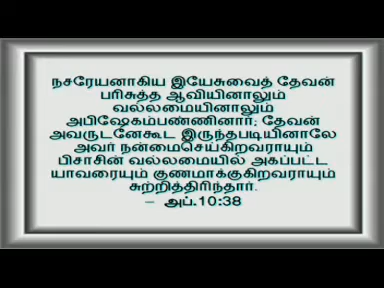 நசரேயனாகிய இயேசுவைத் தேவன்
பரிசுத்த ஆவியினாலும்
வல்லமையினாலும்
அபிஷேகம்பண்ணினார்; தேவன்
அவருடனேகூட இருந்தபடியினாலே
அவர் நன்மைசெய்கிறவராயும்
பிசாசின் வல்லமையில் அகப்பட்ட
யாவரையும் குணமாக்குகிறவராயும்
சுற்றித்திரிந்தார்.
– அப்.10:38